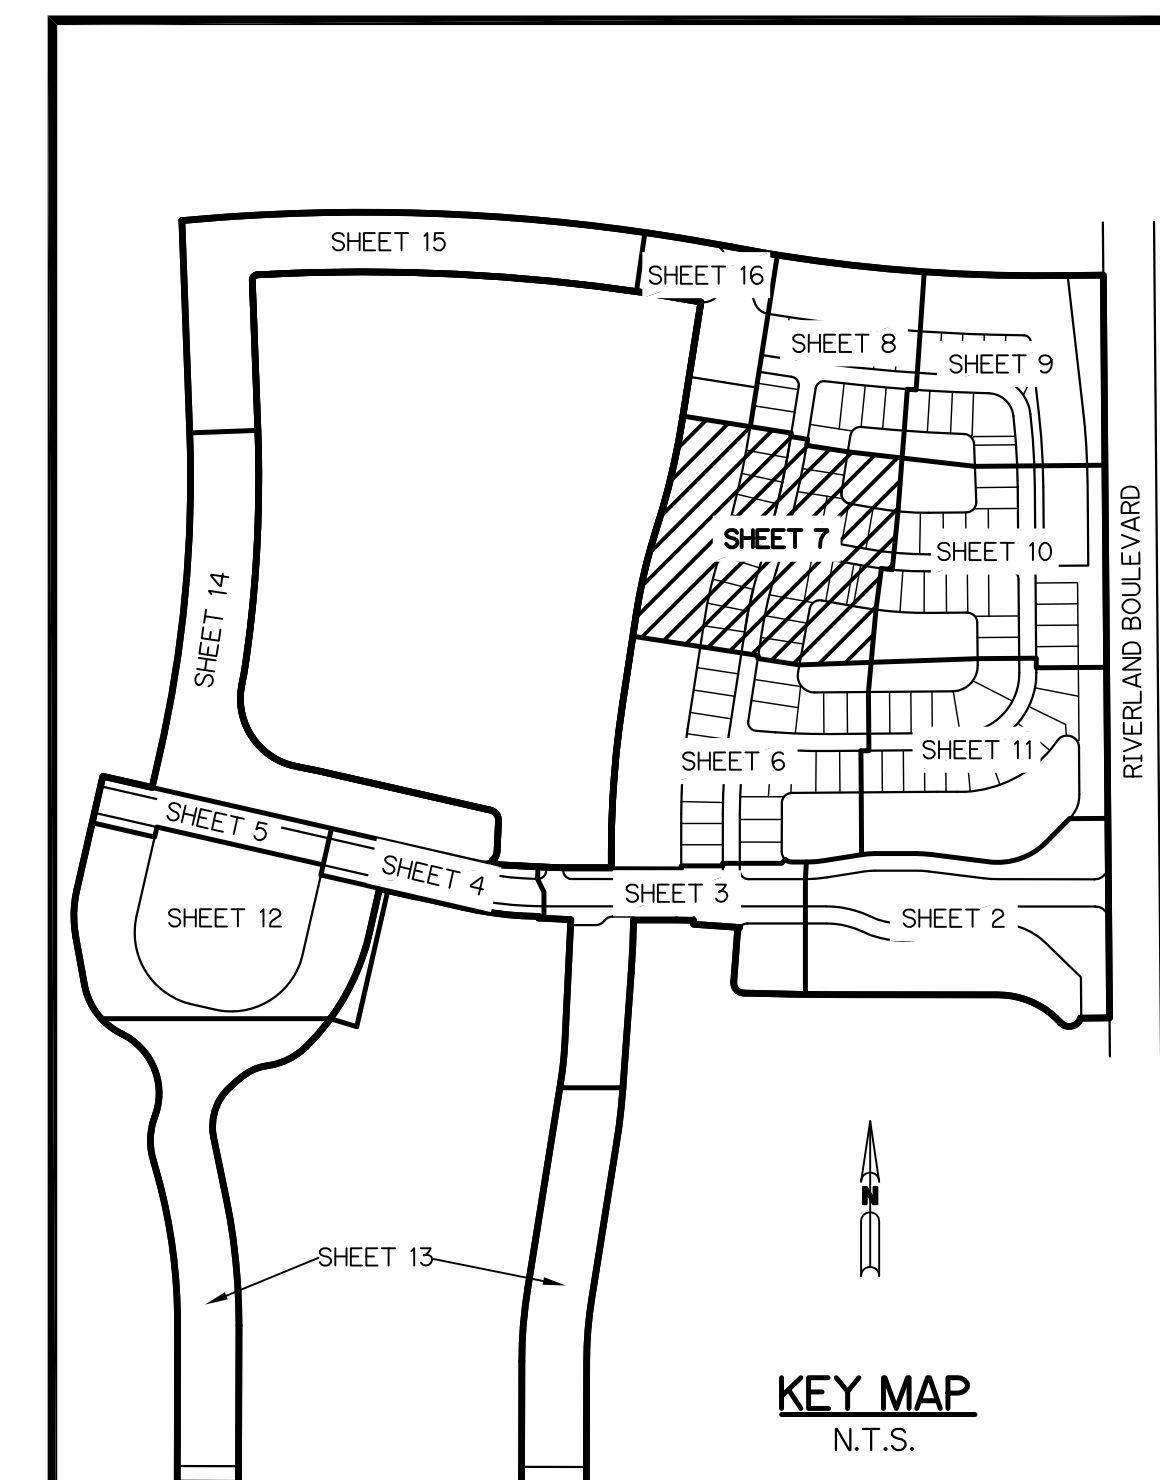 SHEET 15
SHEET 16
SHEET 8
SHEET 9
SHEET 7
SHEET 10
RIVERLAND BOULEVARD
SHEET 14
SHEET 6
SHEET 11
SHEET 5
SHEET 4
SHEET 3
SHEET 12
SHEET 2
N
SHEET 13
KEY MAP
N.T.S.